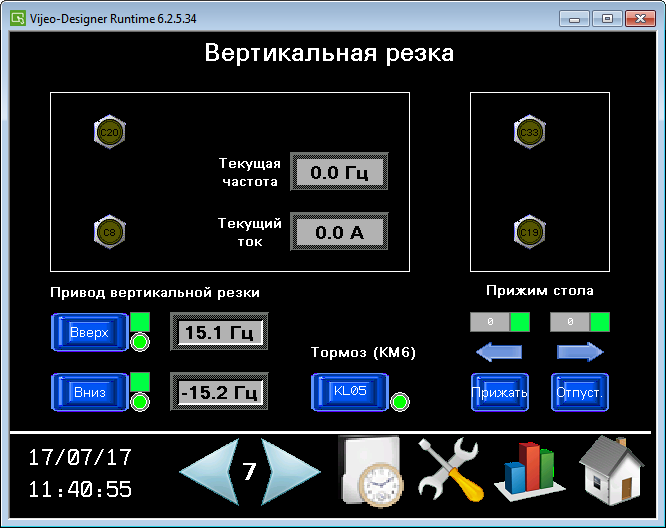 Vijeo-Designer Runtime 6.2.5.34
Вертикальная резка
C20
C33
Текущая
частота
0.0 Гц
C8
C19
Текущий
ток
0.0 А
Привод вертикальной резки
Прижим стола
Вверх
15.1 Гц
0
0
Тормоз (КМ6)
Вниз
-15.2 Гц
KL05
Прижать
Отпуст.
17/07/17
11:40:55
7